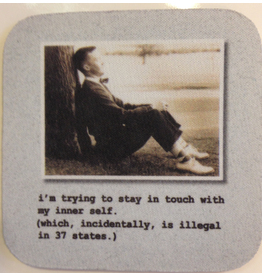 i'm trying to stay in touch with
my inner self.
(which, incidentally, is illegal
in 37 states.)